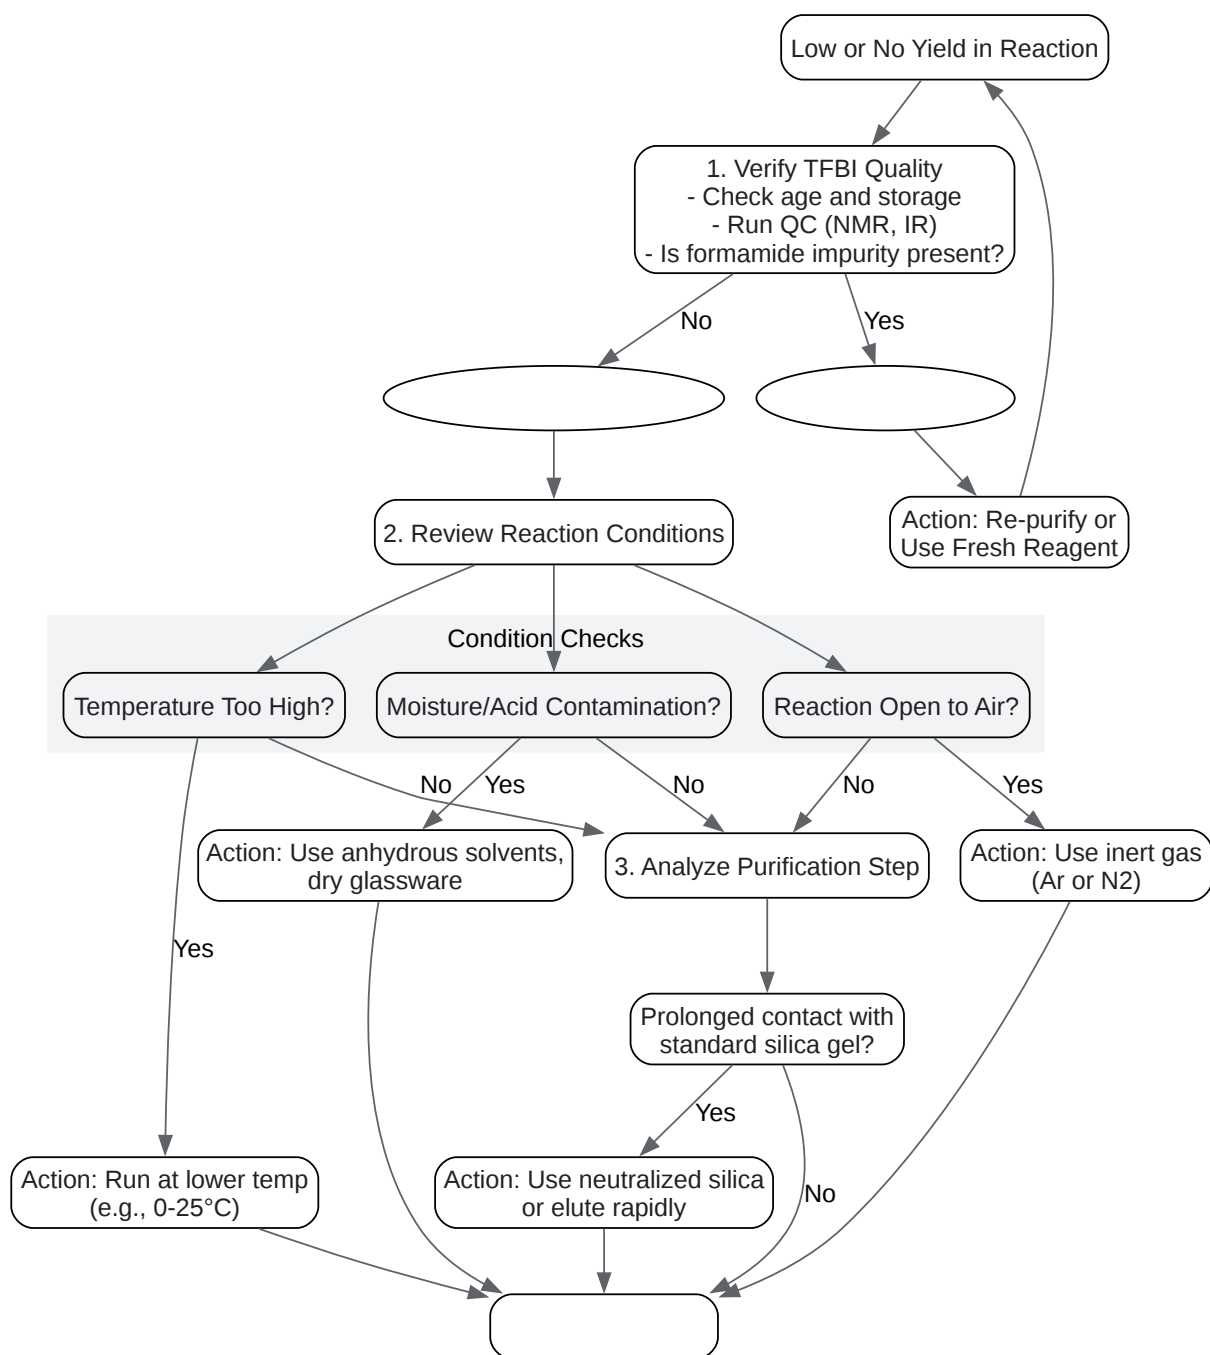 Low or No Yield in Reaction
1. Verify TFBI Quality
- Check age and storage
- Run QC (NMR, IR)
- Is formamide impurity present?
No
Yes
2. Review Reaction Conditions
Action: Re-purify or
Use Fresh Reagent
Condition Checks
Temperature Too High?
Moisture/Acid Contamination?
Reaction Open to Air?
No
Yes
No
No
Yes
Action: Use anhydrous solvents,
dry glassware
3. Analyze Purification Step
Action: Use inert gas
(Ar or N2)
Yes
Prolonged contact with
standard silica gel?
Yes
Action: Run at lower temp
(e.g., 0-25°C)
Action: Use neutralized silica
or elute rapidly
No